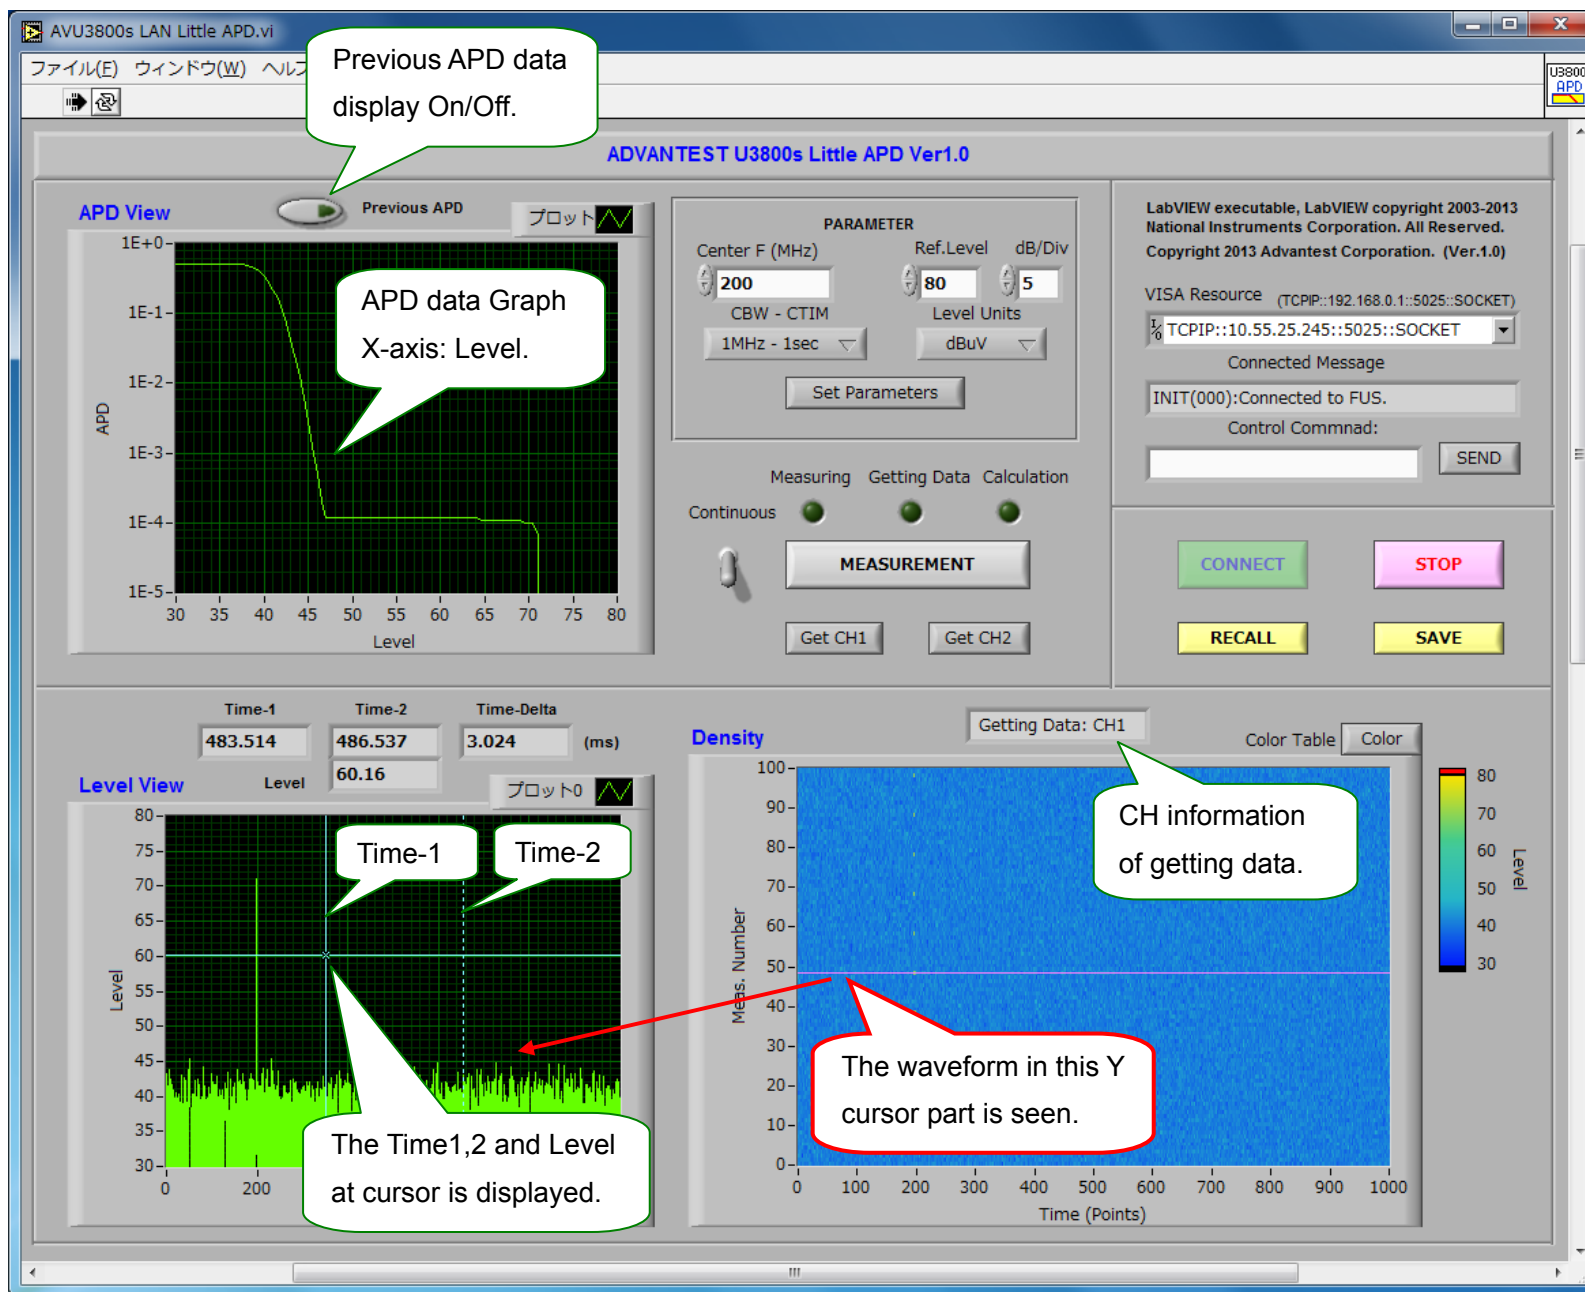 AVU3800s LAN Little APD.vi
ファイル(F) ウィンドウ(W) ヘルプ
Previous APD data
display On/Off.
U3800
APD
ADVANTEST U3800s Little APD Ver1.0
APD View
Previous APD
プロット
1E+0
1E-1
1E-2
1E-3
1E-4
1E-5
APD
30 35 40 45 50 55 60 65 70 75 80
Level
APD data Graph
X-axis: Level.
PARAMETER
Center F (MHz) Ref.Level dB/Div
200 80 5
CBW - CTIM Level Units
1MHz - 1sec dBuV
Set Parameters
Measuring Getting Data Calculation
Continuous
MEASUREMENT
Get CH1 Get CH2
LabVIEW executable, LabVIEW copyright 2003-2013
National Instruments Corporation. All Reserved.
Copyright 2013 Advantest Corporation. (Ver.1.0)
VISA Resource (TCPIP::192.168.0.1::5025::SOCKET)
TCPIP::10.55.25.245::5025::SOCKET
Connected Message
INIT(000):Connected to FUS.
Control Commnad:
SEND
CONNECT STOP
RECALL SAVE
Time-1 Time-2 Time-Delta
483.514 486.537 3.024 (ms)
Level 60.16
Level View
プロット0
80
75
70
65
60
55
50
45
40
35
30
Level
0 200
Time-1
Time-2
The Time1,2 and Level
at cursor is displayed.
Density
Getting Data: CH1
Color Table Color
CH information
of getting data.
100
90
80
70
60
50
40
30
20
10
0
Meas. Number
0 100 200 300 400 500 600 700 800 900 1000
Time (Points)
The waveform in this Y
cursor part is seen.
80
70
60
50
40
30
Level